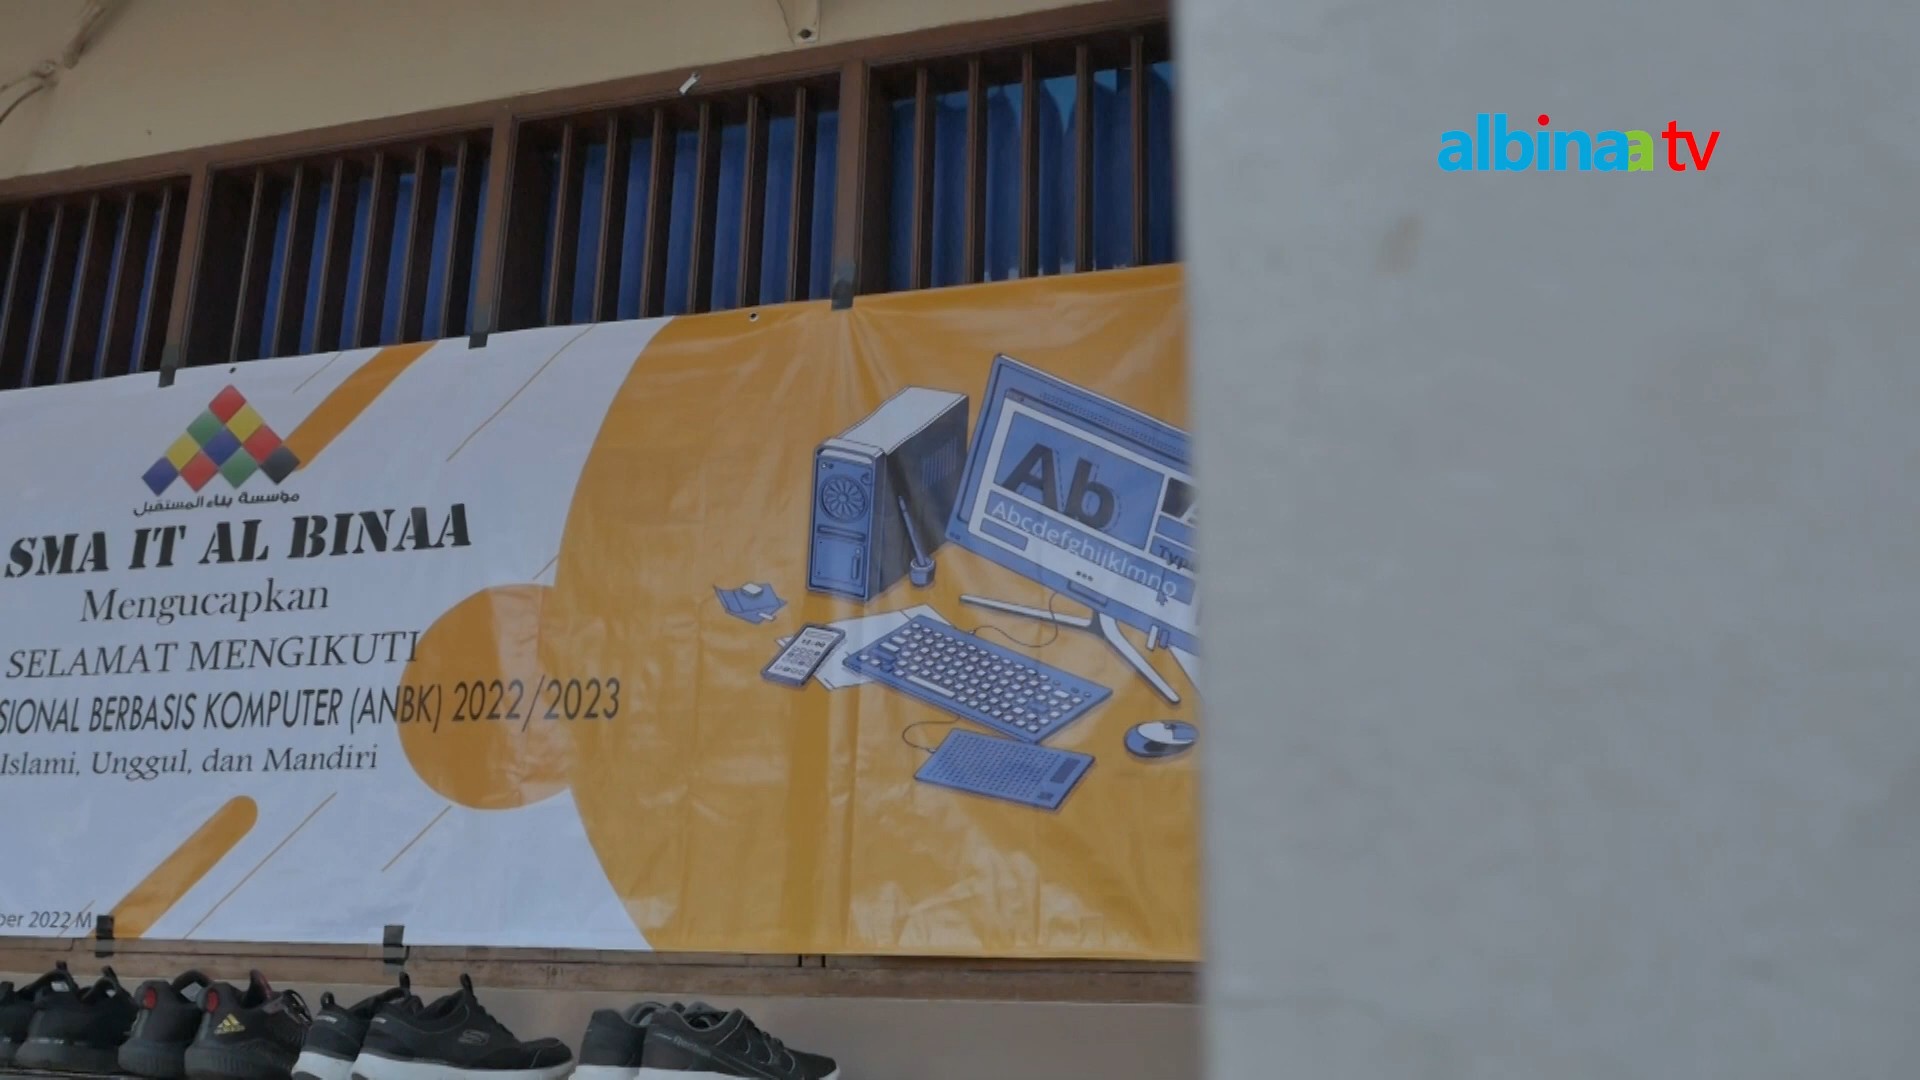 albinaa tv
مؤسسة بناء المستقبل
SMA IT AL BINAA
Mengucapkan
SELAMAT MENGIKUTI
SIONAL BERBASIS KOMPUTER (ANBK) 2022/2023
Islami, Unggul, dan Mandiri
ber 2022 M
Ab
Abcdefghijklmno
Typ